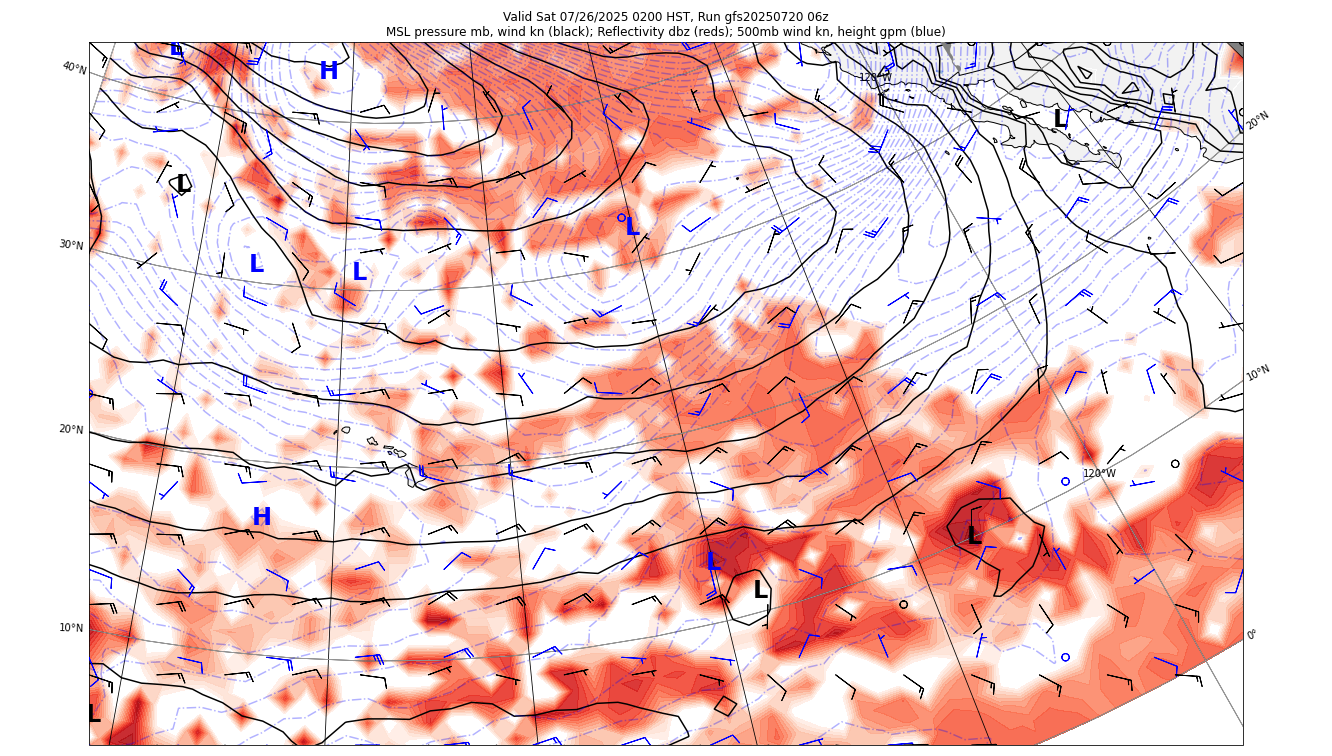 Valid Sat 07/26/2025 0200 HST, Run gfs20250720 06z
MSL pressure mb, wind kn (black); Reflectivity dbz (reds); 500mb wind kn, height gpm (blue)
L
H
40°N
120°W
L
20°N
L
L
30°N
L
L
10°N
20°N
120°W
H
L
L
L
10°N
0°
L